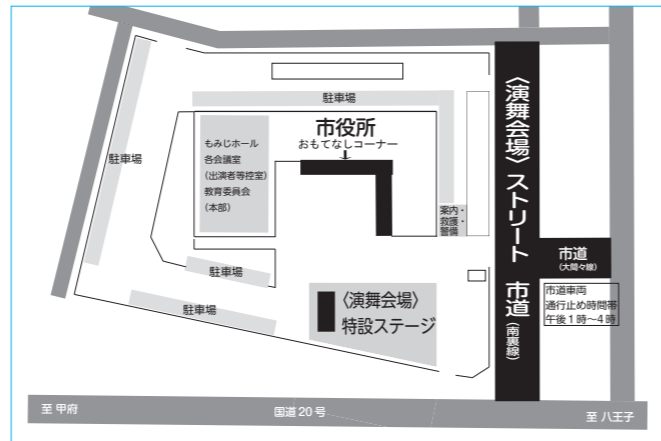 駐車場
市役所
おもてなしコーナー
もみじホール
各会議室
(出演者等控室)
教育委員会
(本部)
駐車場
案内・
救護・
警備
〈演舞会場〉ストリート 市道(南裏線)
市道
(大間々線)
市道車両
通行止め時間帯
午後1時〜4時
駐車場
〈演舞会場〉
特設ステージ
駐車場
至 甲府
国道20号
至 八王子